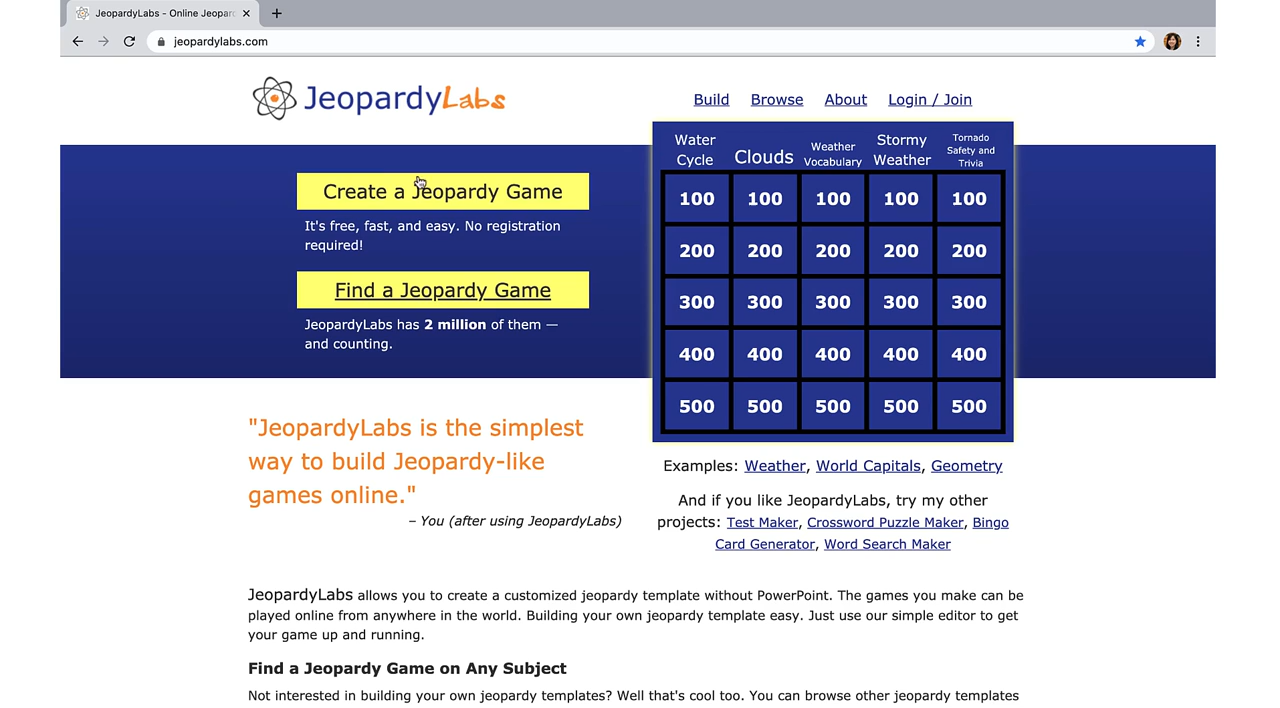 JeopardyLabs - Online Jeopar
jeopardylabs.com
JeopardyLabs
Build Browse About Login / Join
Create a Jeopardy Game
It's free, fast, and easy. No registration
required!
Find a Jeopardy Game
JeopardyLabs has 2 million of them —
and counting.
Water
Cycle
Clouds
Weather
Vocabulary
Stormy
Weather
Tornado
Safety and
Trivia
100 100 100 100 100
200 200 200 200 200
300 300 300 300 300
400 400 400 400 400
500 500 500 500 500
"JeopardyLabs is the simplest
way to build Jeopardy-like
games online."
– You (after using JeopardyLabs)
Examples: Weather, World Capitals, Geometry
And if you like JeopardyLabs, try my other
projects: Test Maker, Crossword Puzzle Maker, Bingo
Card Generator, Word Search Maker
JeopardyLabs allows you to create a customized jeopardy template without PowerPoint. The games you make can be
played online from anywhere in the world. Building your own jeopardy template easy. Just use our simple editor to get
your game up and running.
Find a Jeopardy Game on Any Subject
Not interested in building your own jeopardy templates? Well that's cool too. You can browse other jeopardy templates